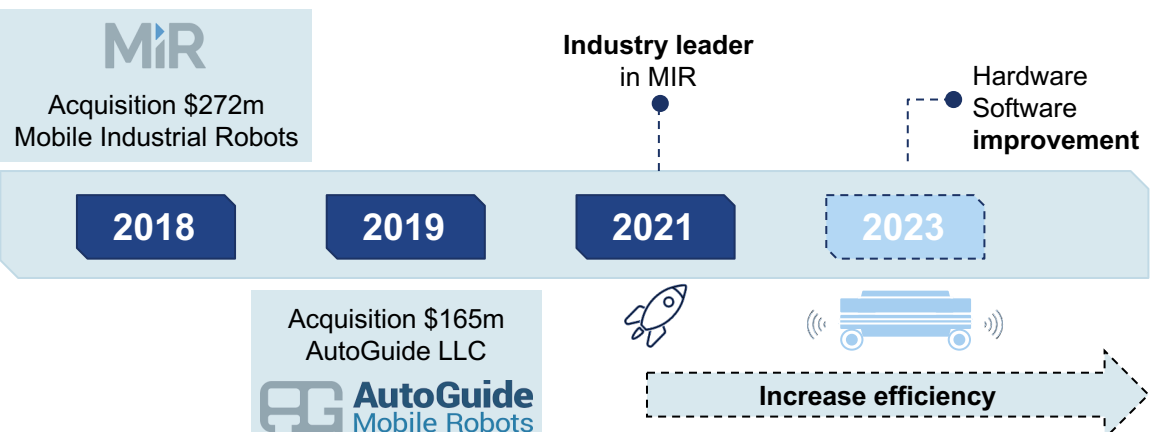 MiR
Acquisition $272m
Mobile Industrial Robots
Industry leader
in MIR
Hardware
Software
improvement
2018
2019
2021
2023
Acquisition $165m
AutoGuide LLC
AG AutoGuide
Mobile Robots
Increase efficiency